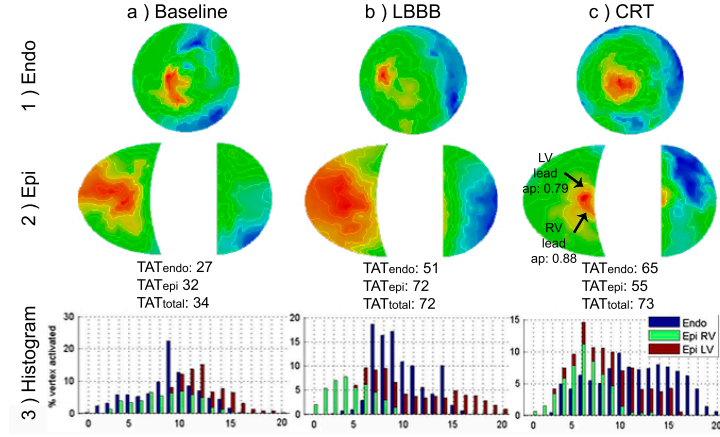 a ) Baseline
b ) LBBB
c ) CRT
1 ) Endo
2 ) Epi
LV
lead
ap: 0.79
RV
lead
ap: 0.88
TATendo: 27
TATepi 32
TATtotal: 34
TATendo: 51
TATepi: 72
TATtotal: 72
TATendo: 65
TATepi: 55
TATtotal: 73
3 ) Histogram
% vertex activated
30
20
10
0
0
5
10
15
20
20
15
10
5
0
0
5
10
15
20
15
10
5
0
0
5
10
15
20
Endo
Epi RV
Epi LV